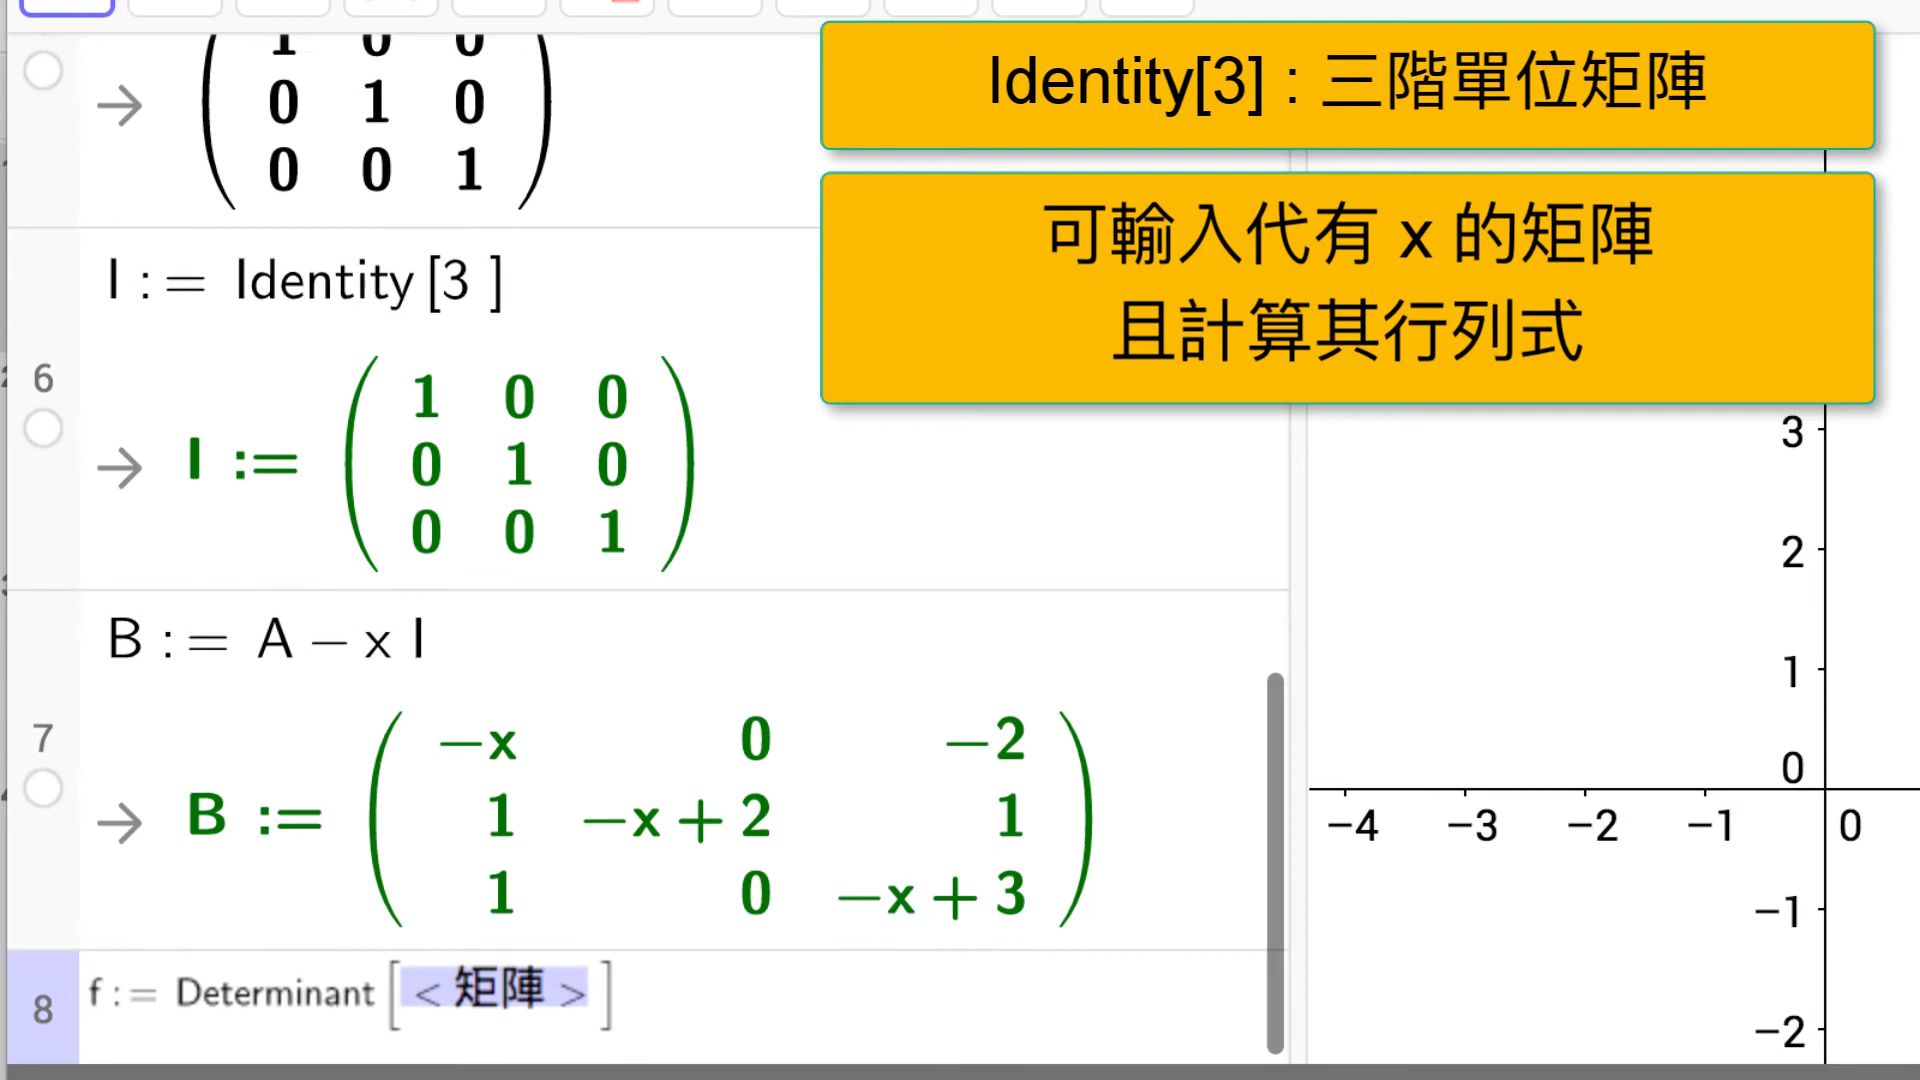 1 0 0
→ 0 1 0
0 0 1
I := Identity [3 ]
6
1 0 0
→ I := 0 1 0
0 0 1
B := A − x I
7
−x 0 −2
→ B := 1 −x + 2 1
1 0 −x + 3
8 f := Determinant [ < 矩陣 > ]
Identity[3] : 三階單位矩陣
可輸入代有 x 的矩陣
且計算其行列式
3
2
1
0
−4 −3 −2 −1 0
−1
−2